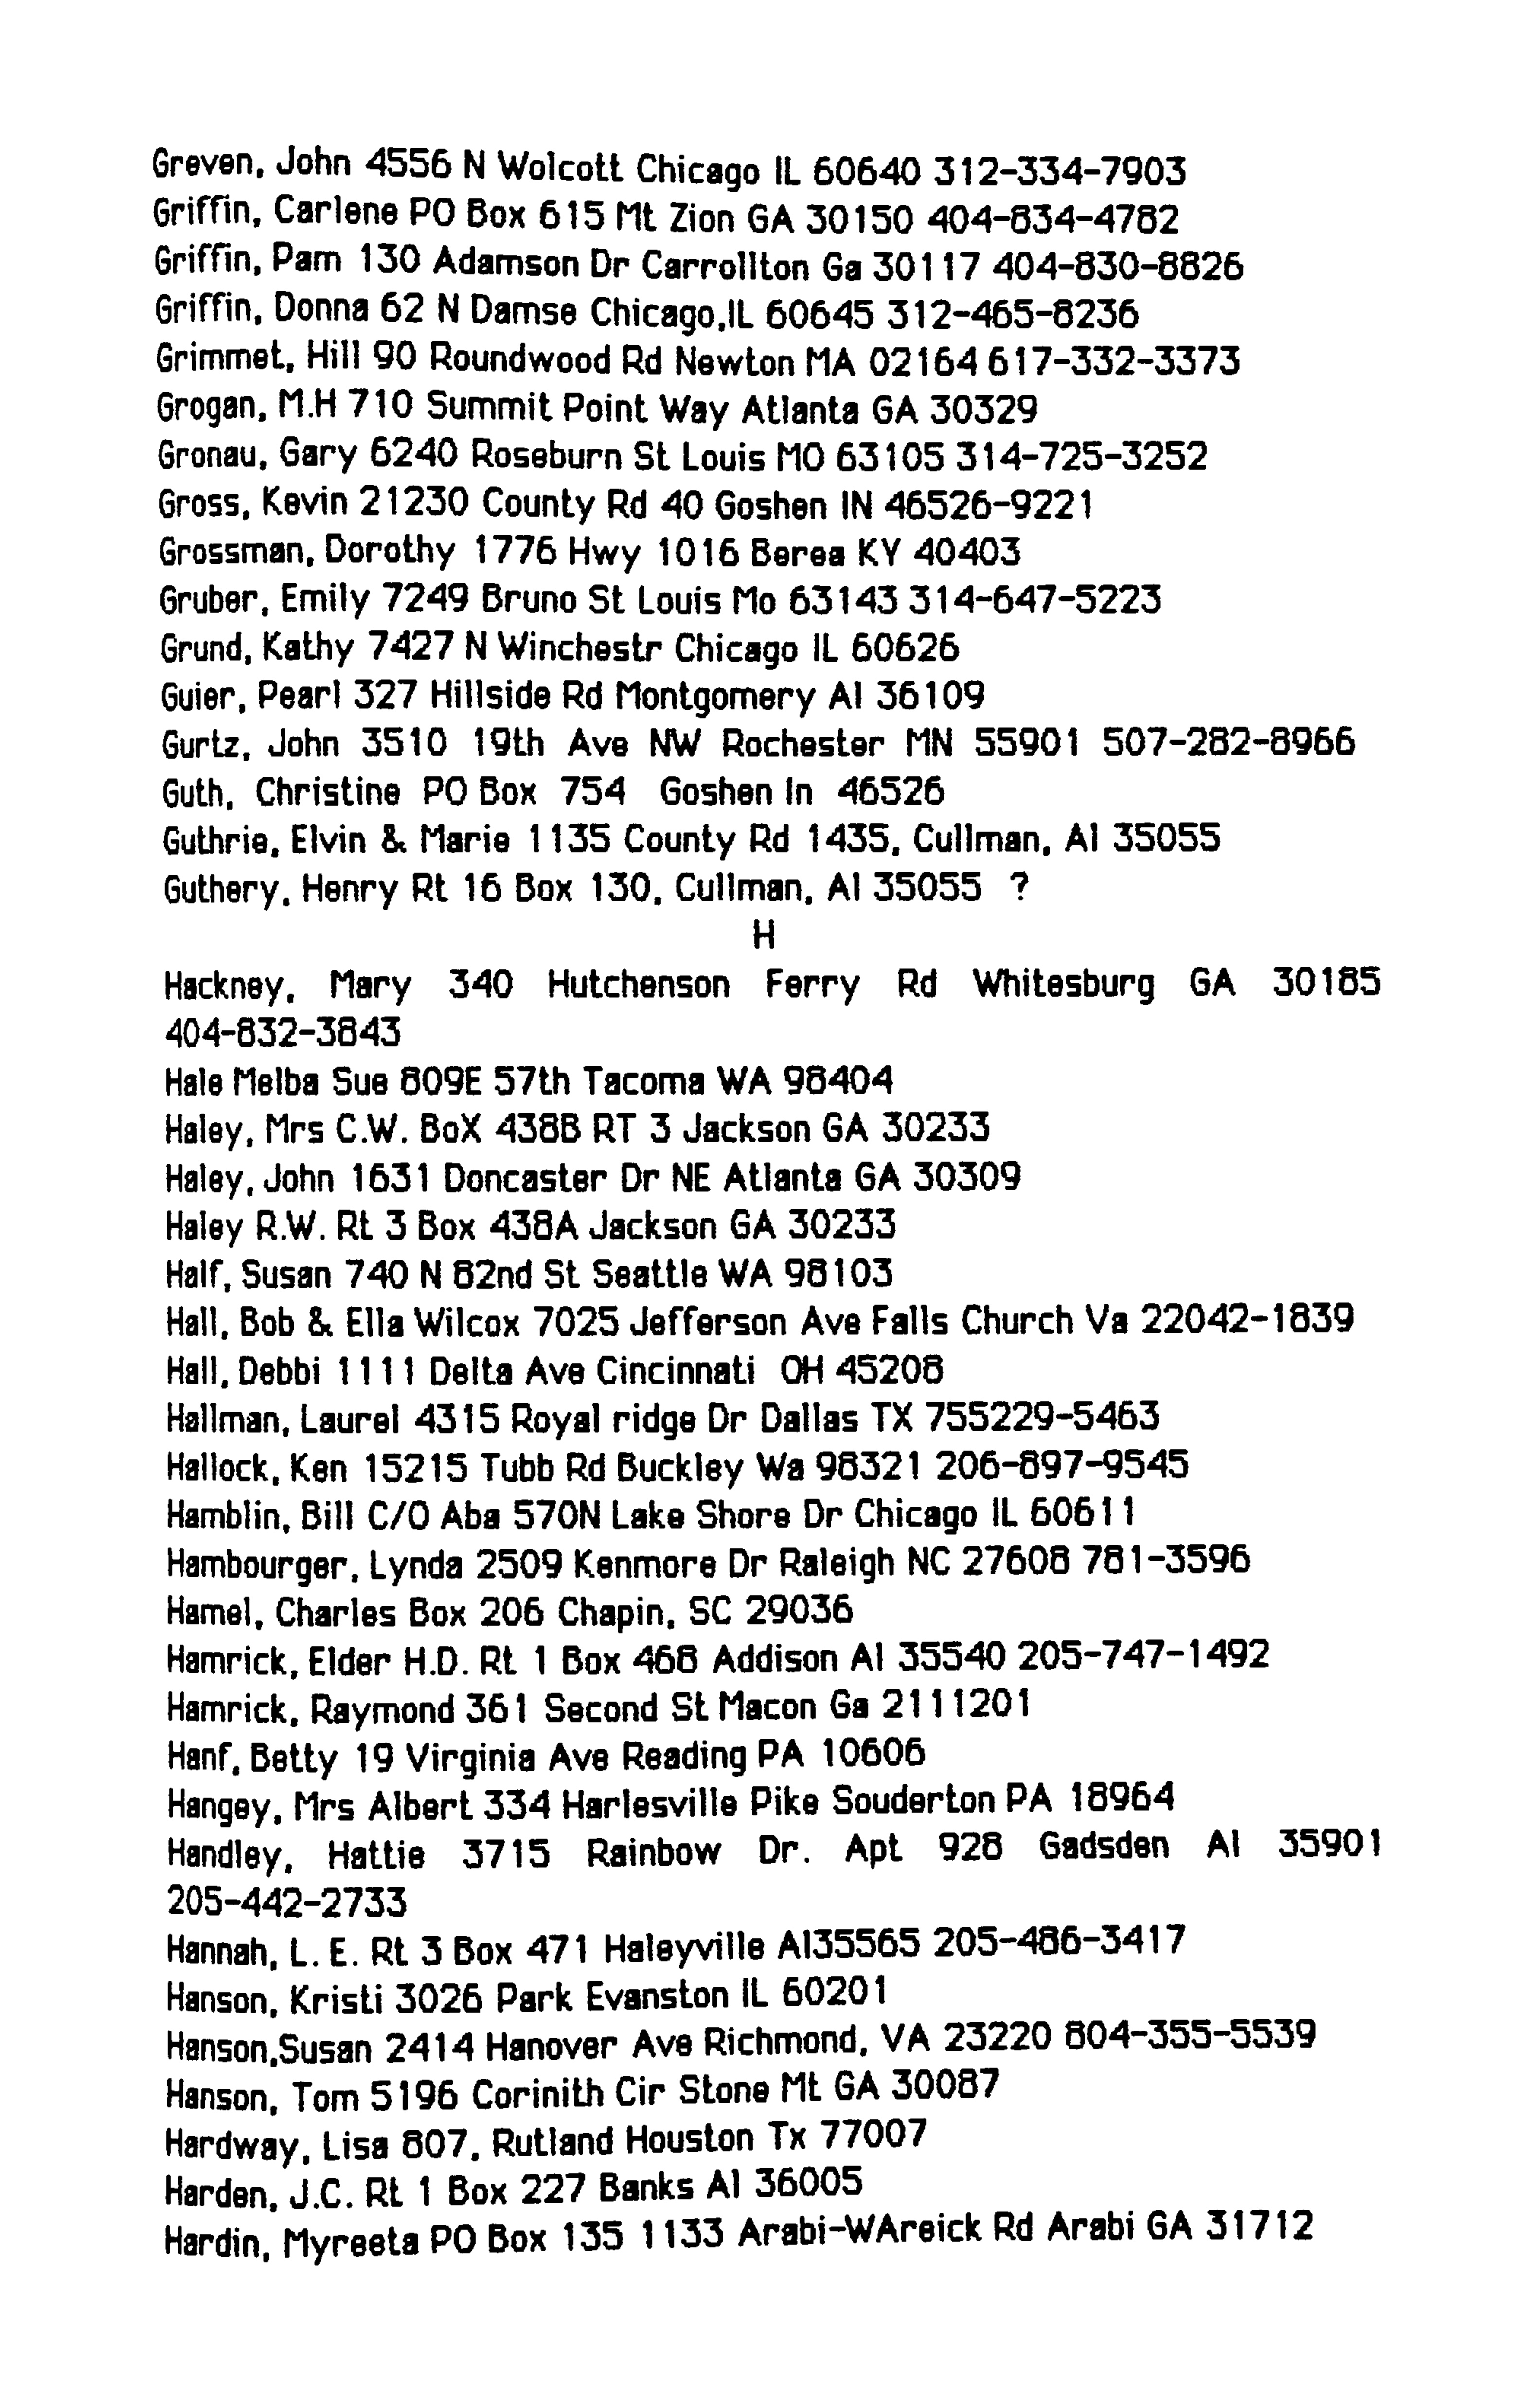 Greven, John 4556 N Wolcott Chicago IL 60640 312-334-7903
Griffin, Carlene PO Box 615 Mt Zion GA 30150 404-834-4782
Griffin, Pam 130 Adamson Dr Carrollton Ga 30117 404-830-8826
Griffin, Donna 62 N Damse Chicago,IL 60645 312-465-8236
Grimmet, Hill 90 Roundwood Rd Newton MA 02164 617-332-3373
Grogan, M.H 710 Summit Point Way Atlanta GA 30329
Gronau, Gary 6240 Roseburn St Louis MO 63105 314-725-3252
Gross, Kevin 21230 County Rd 40 Goshen IN 46526-9221
Grossman, Dorothy 1776 Hwy 1016 Berea KY 40403
Gruber, Emily 7249 Bruno St Louis Mo 63143 314-647-5223
Grund, Kathy 7427 N Winchestr Chicago IL 60626
Guier, Pearl 327 Hillside Rd Montgomery Al 36109
Gurtz, John 3510 19th Ave NW Rochester MN 55901 507-282-8966
Guth, Christine PO Box 754 Goshen In 46526
Guthrie, Elvin & Marie 1135 County Rd 1435, Cullman, Al 35055
Guthery, Henry Rt 16 Box 130, Cullman, Al 35055 ?
H
Hackney, Mary 340 Hutchenson Ferry Rd Whitesburg GA 30185
404-832-3843
Hale Melba Sue 809E 57th Tacoma WA 98404
Haley, Mrs C.W. BoX 438B RT 3 Jackson GA 30233
Haley, John 1631 Doncaster Dr NE Atlanta GA 30309
Haley R.W. Rt 3 Box 438A Jackson GA 30233
Half, Susan 740 N 82nd St Seattle WA 98103
Hall, Bob & Ella Wilcox 7025 Jefferson Ave Falls Church Va 22042-1839
Hall, Debbi 1111 Delta Ave Cincinnati OH 45208
Hallman, Laurel 4315 Royal ridge Dr Dallas TX 755229-5463
Hallock, Ken 15215 Tubb Rd Buckley Wa 98321 206-897-9545
Hamblin, Bill C/O Aba 570N Lake Shore Dr Chicago IL 60611
Hambourger, Lynda 2509 Kenmore Dr Raleigh NC 27608 781-3596
Hamel, Charles Box 206 Chapin, SC 29036
Hamrick, Elder H.D. Rt 1 Box 468 Addison Al 35540 205-747-1492
Hamrick, Raymond 361 Second St Macon Ga 2111201
Hanf, Betty 19 Virginia Ave Reading PA 10606
Hangey, Mrs Albert 334 Harlesville Pike Souderton PA 18964
Handley, Hattie 3715 Rainbow Dr. Apt 928 Gadsden Al 35901
205-442-2733
Hannah, L. E. Rt 3 Box 471 Haleyville Al35565 205-486-3417
Hanson, Kristi 3026 Park Evanston IL 60201
Hanson,Susan 2414 Hanover Ave Richmond, VA 23220 804-355-5539
Hanson, Tom 5196 Corinith Cir Stone Mt GA 30087
Hardway, Lisa 807, Rutland Houston Tx 77007
Harden, J.C. Rt 1 Box 227 Banks Al 36005
Hardin, Myreeta PO Box 135 1133 Arabi-WAreick Rd Arabi GA 31712